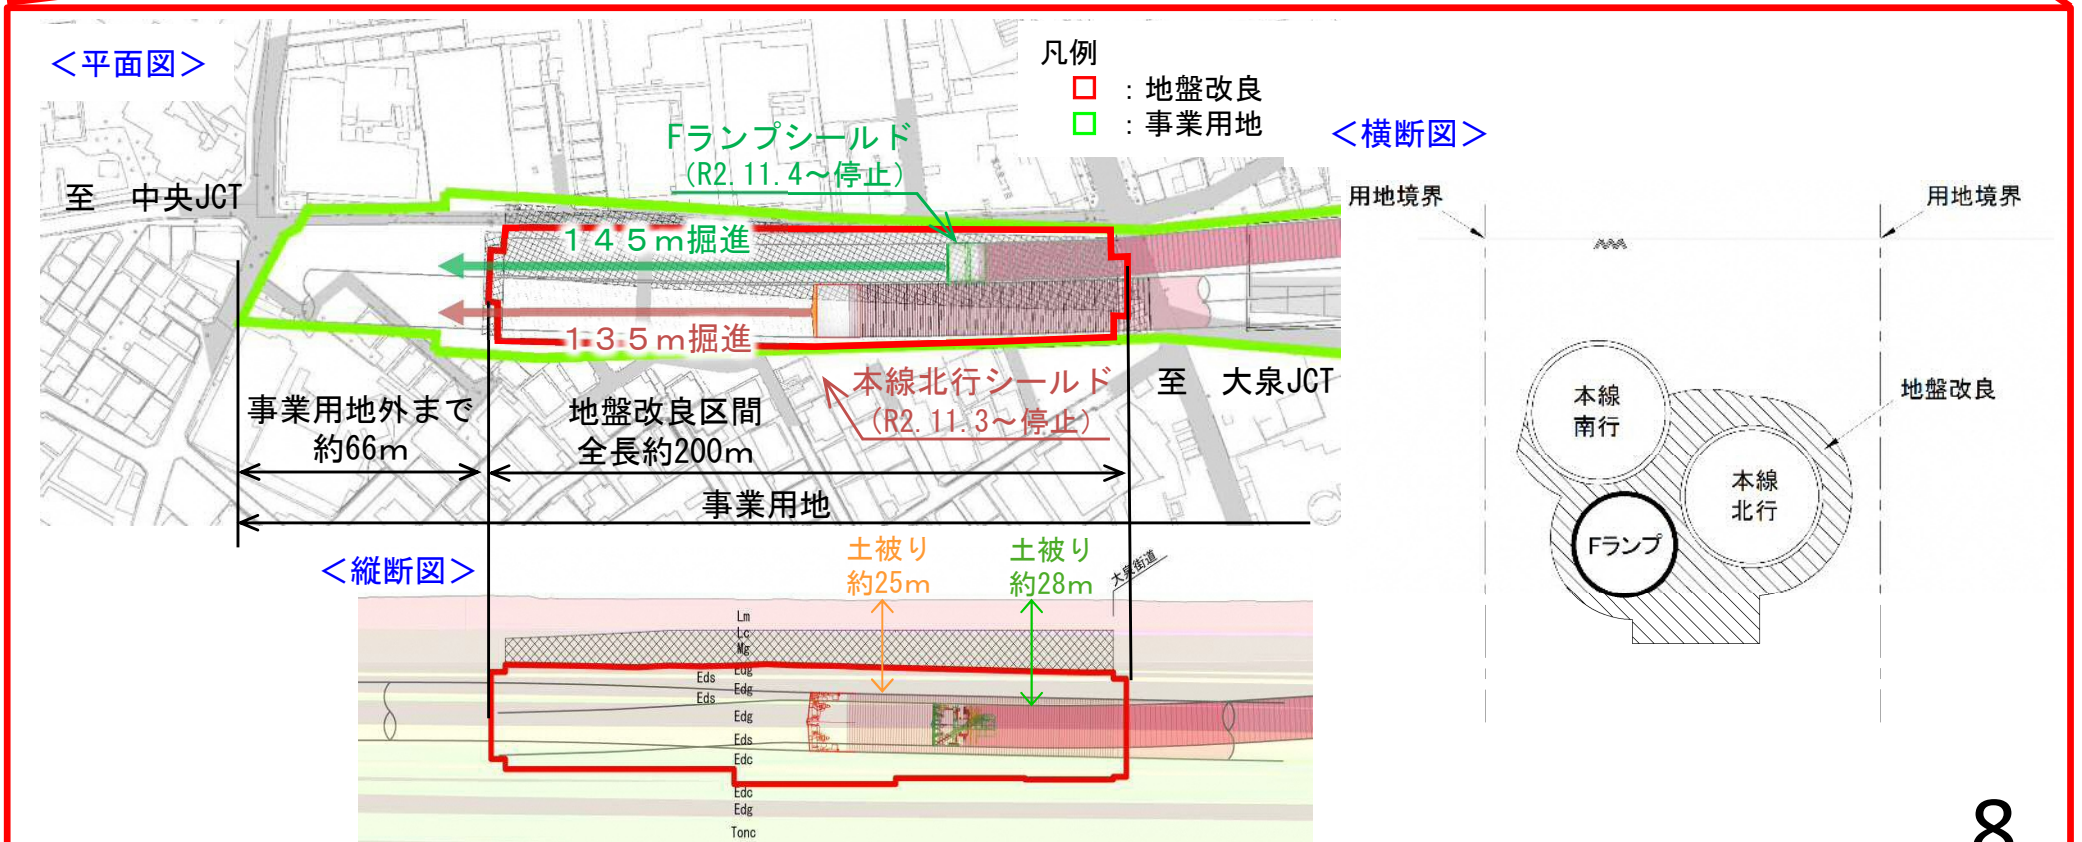 <平面図>
凡例
：地盤改良
：事業用地
Fランプシールド
(R2.11.4～停止)
至　中央JCT
145m掘進
135m掘進
本線北行シールド
(R2.11.3～停止)
至　大泉JCT
事業用地外まで
約66m
地盤改良区間
全長約200m
事業用地
<縦断図>
土被り
約25m
土被り
約28m
大泉街道
Lm
Lc
Mg
Edg
Eds
Edg
Eds
Edg
Eds
Edc
Edc
Edg
Tonc
<横断図>
用地境界
用地境界
本線
南行
地盤改良
本線
北行
Fランプ
8